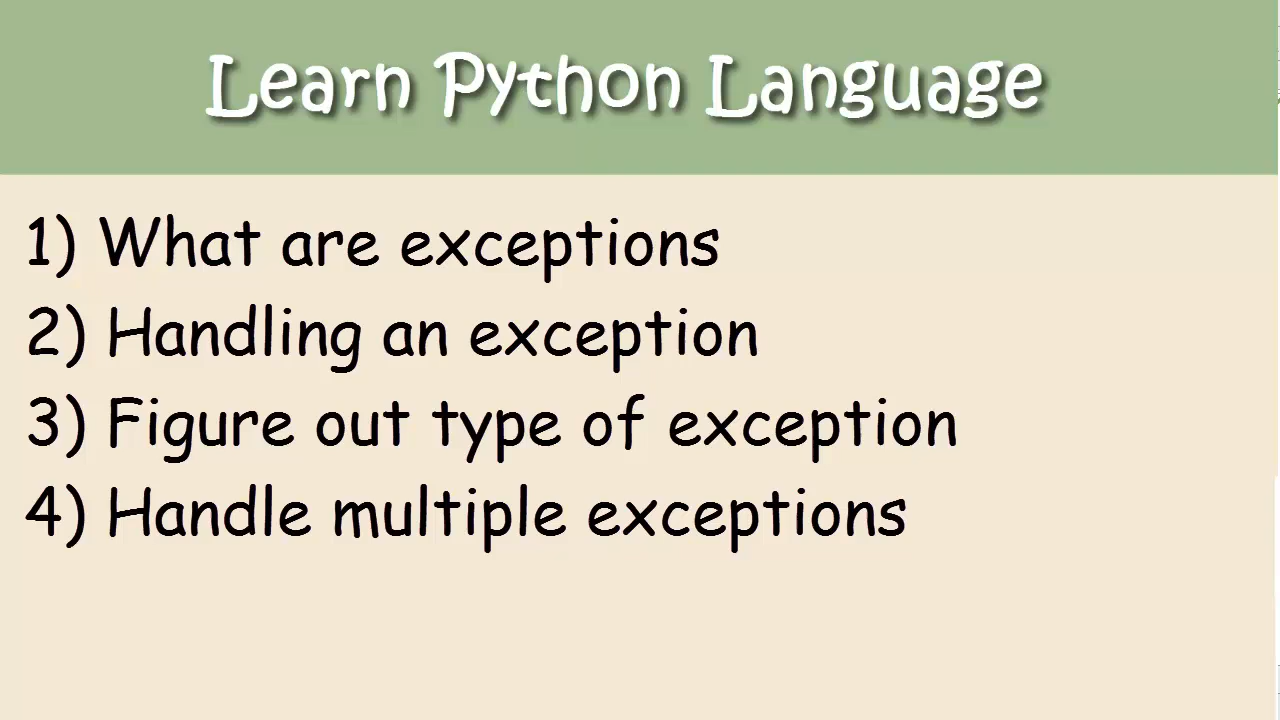 Learn Python Language
1) What are exceptions
2) Handling an exception
3) Figure out type of exception
4) Handle multiple exceptions